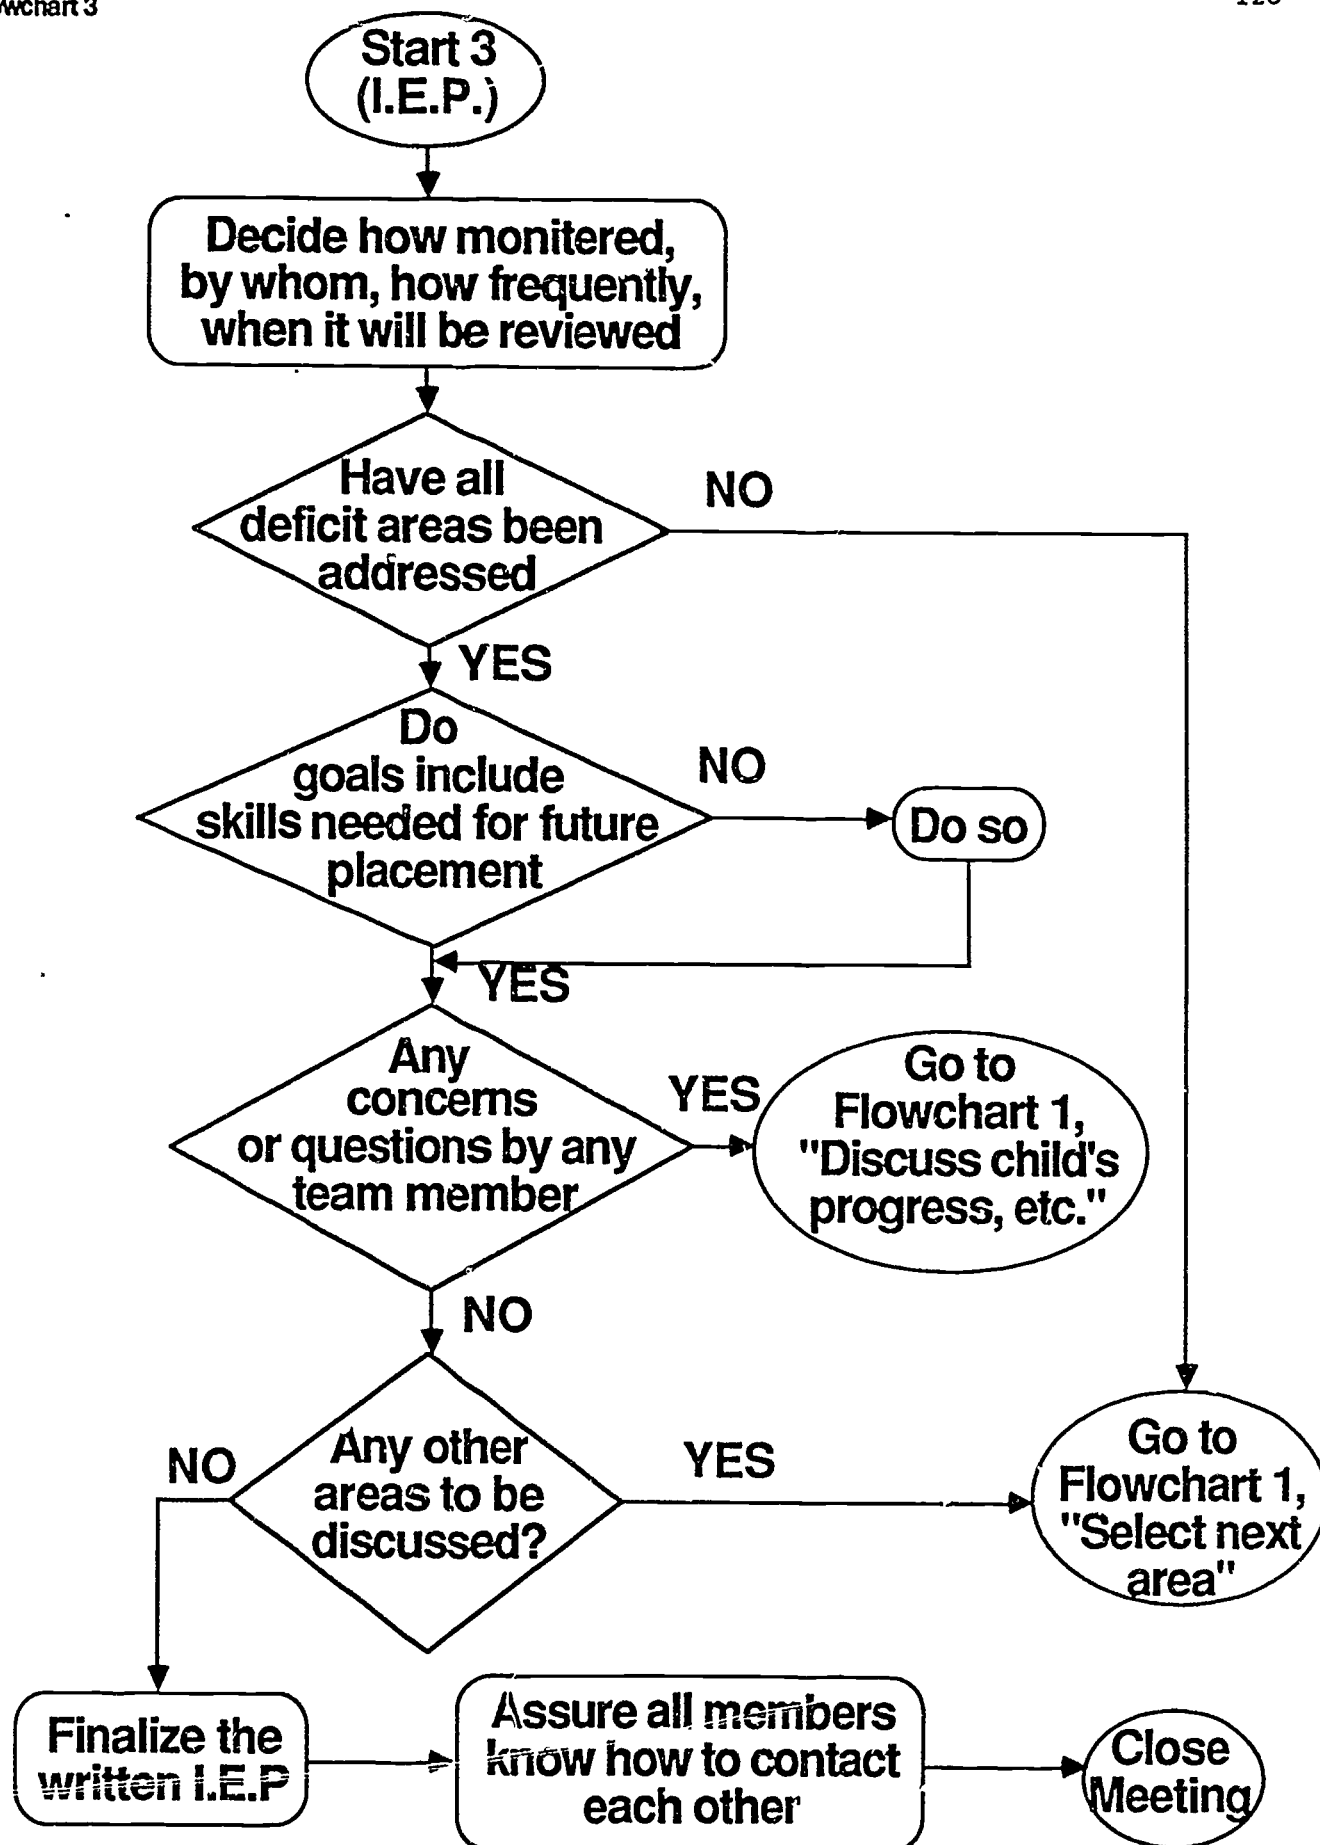 Start 3
(I.E.P.)
Decide how monitered,
by whom, how frequently,
when it will be reviewed
Have all
deficit areas been
addressed
NO
YES
Do
goals include
skills needed for future
placement
NO
Do so
YES
Any
concerns
or questions by any
team member
YES
Go to
Flowchart 1,
"Discuss child's
progress, etc."
NO
Any other
areas to be
discussed?
NO
YES
Go to
Flowchart 1,
"Select next
area"
Finalize the
written I.E.P
Assure all members
know how to contact
each other
Close
Meeting